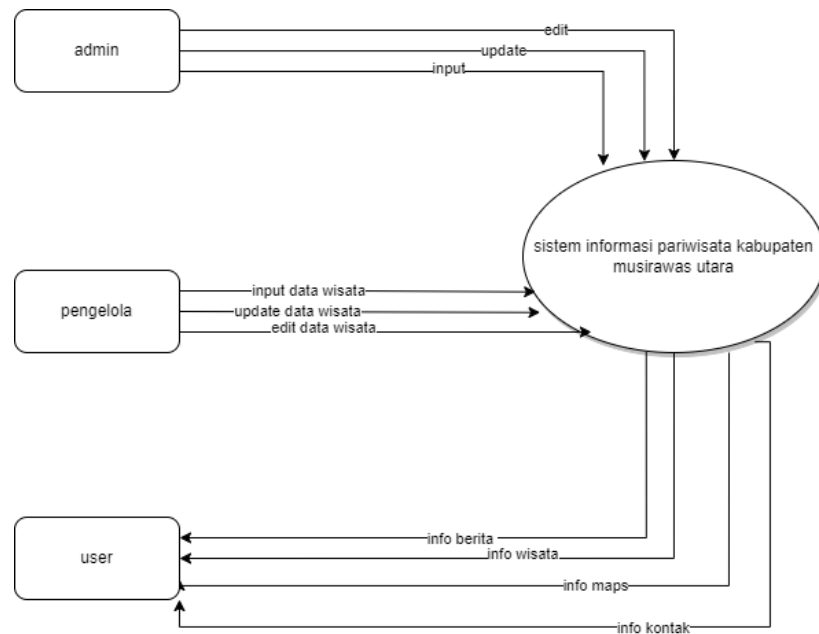 admin
edit
update
input
sistem informasi pariwisata kabupaten
musirawas utara
pengelola
input data wisata
update data wisata
edit data wisata
user
info berita
info wisata
info maps
info kontak